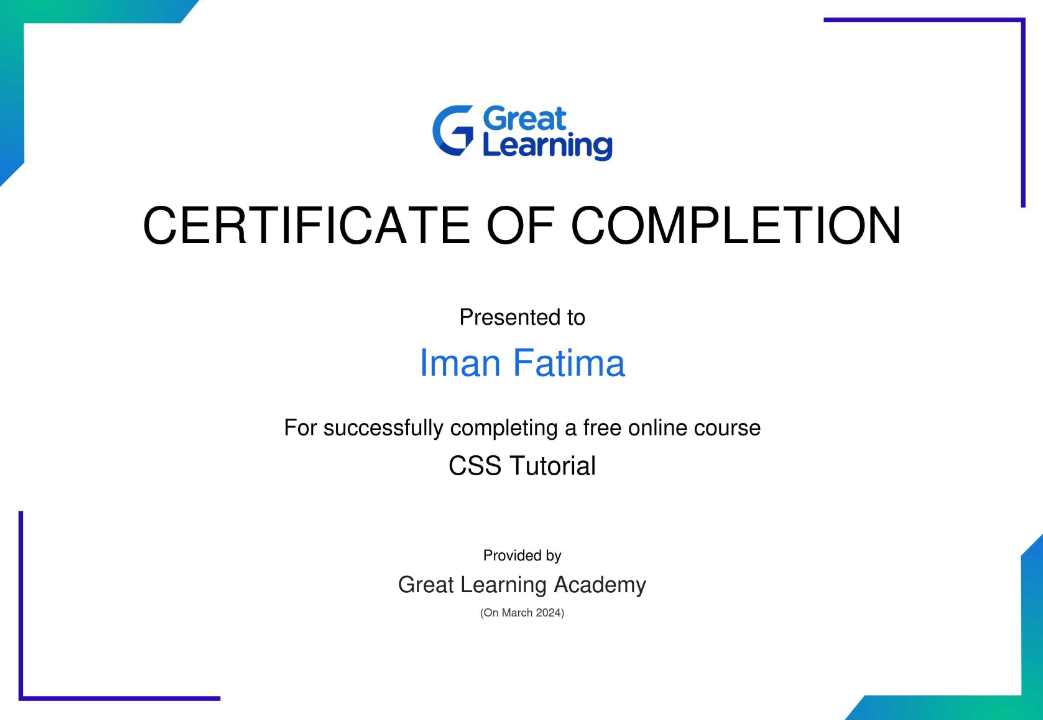 Great
Learning
CERTIFICATE OF COMPLETION
Presented to
Iman Fatima
For successfully completing a free online course
CSS Tutorial
Provided by
Great Learning Academy
(On March 2024)